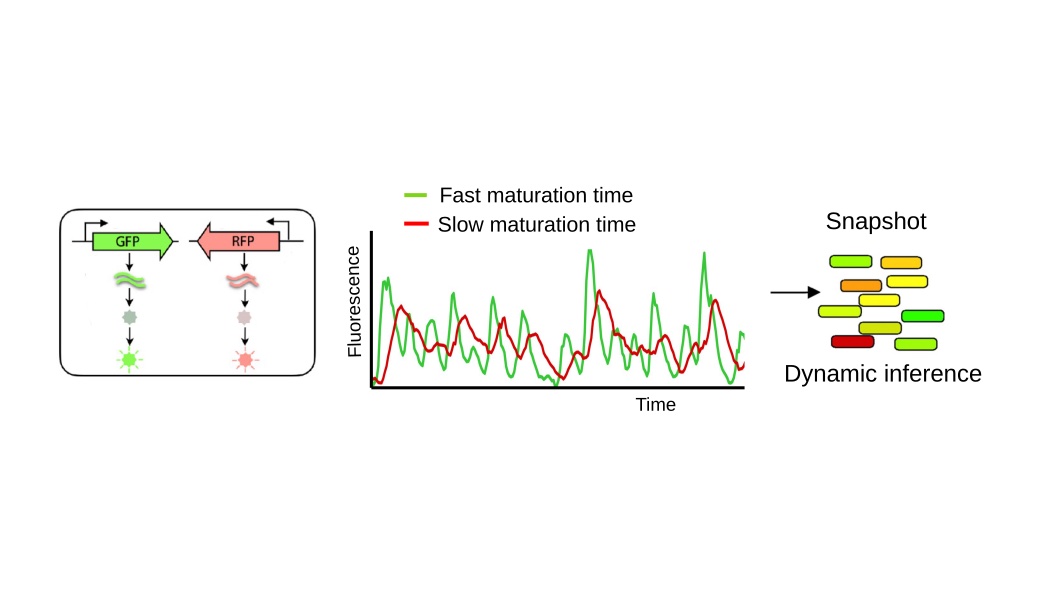 GFP
RFP
Fast maturation time
Slow maturation time
Fluorescence
Time
Snapshot
Dynamic inference